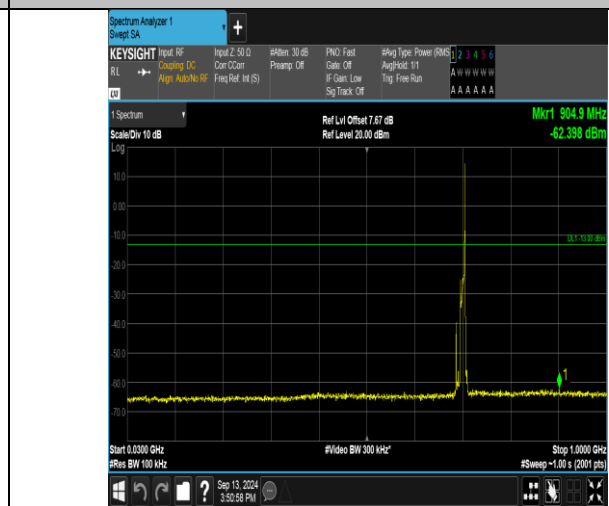 Spectrum Analyzer 1
Swept SA
+
KEYSIGHT
RL
LXI
Input: RF
Coupling: DC
Align: Auto/No RF
Input Z: 50 Ω
Corr CCorr
Freq Ref: Int (S)
#Atten: 30 dB
Preamp: Off
PNO: Fast
Gate: Off
IF Gain: Low
Sig Track: Off
#Avg Type: Power (RMS
Avg|Hold: 1/1
Trig: Free Run
1 2 3 4 5 6
A W W W W W
A A A A A A
1 Spectrum
Scale/Div 10 dB
Ref Lvl Offset 7.67 dB
Ref Level 20.00 dBm
Mkr1 904.9 MHz
-62.398 dBm
Log
10.0
0.00
-10.0
DL1 -13.00 dBm
-20.0
-30.0
-40.0
-50.0
-60.0
1
-70.0
Start 0.0300 GHz
#Res BW 100 kHz
#Video BW 300 kHz*
Stop 1.0000 GHz
#Sweep ~1.00 s (2001 pts)
?
Sep 13, 2024
3:50:58 PM